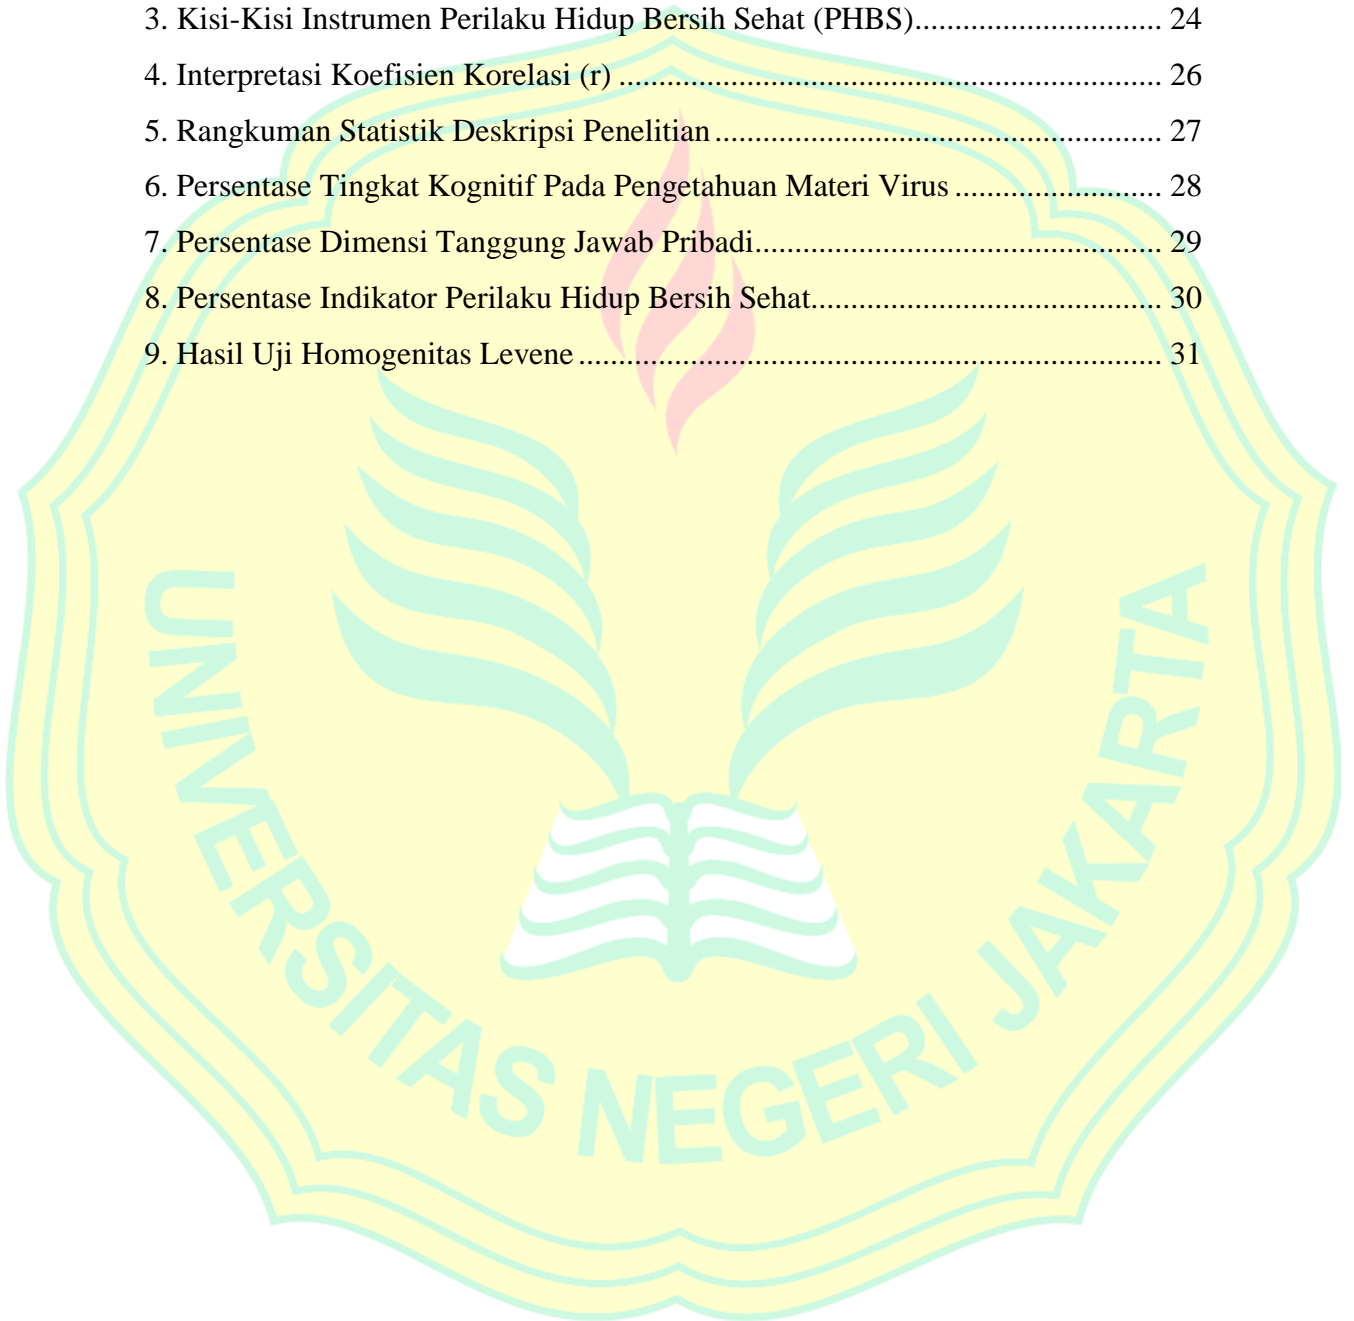 3. Kisi-Kisi Instrumen Perilaku Hidup Bersih Sehat (PHBS)............................... 24
4. Interpretasi Koefisien Korelasi (r) .................................................................... 26
5. Rangkuman Statistik Deskripsi Penelitian ........................................................ 27
6. Persentase Tingkat Kognitif Pada Pengetahuan Materi Virus .......................... 28
7. Persentase Dimensi Tanggung Jawab Pribadi................................................... 29
8. Persentase Indikator Perilaku Hidup Bersih Sehat............................................ 30
9. Hasil Uji Homogenitas Levene ......................................................................... 31
UNIVERSITAS NEGERI JAKARTA